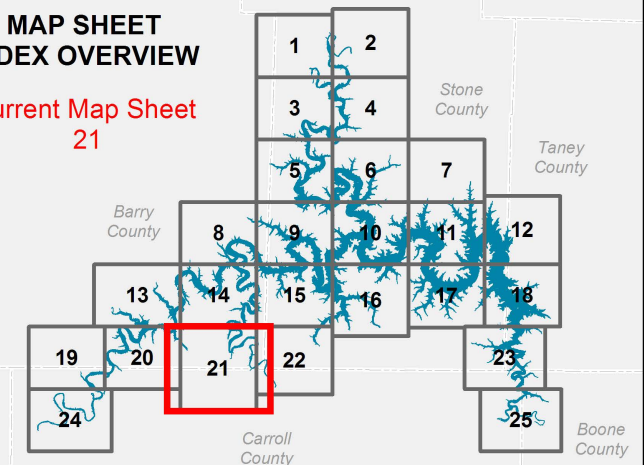 MAP SHEET
DEX OVERVIEW
urrent Map Sheet
21
1
2
3
4
Stone
County
5
6
7
Taney
County
Barry
County
8
9
10
11
12
13
14
15
16
17
18
19
20
21
22
23
24
25
Carroll
County
Boone
County